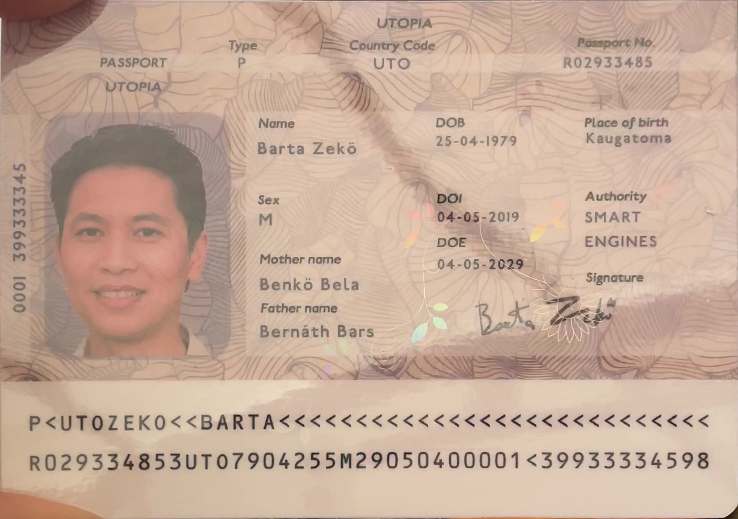 UTOPIA
Type Country Code Passport No.
PASSPORT P UTO R02933485
UTOPIA
Name DOB Place of birth
Barta Zekö 25-04-1979 Kaugatoma
Sex DOI Authority
M 04-05-2019 SMART
DOE ENGINES
Mother name 04-05-2029
Benkö Bela Signature
Father name
Bernáth Bars Barta Zekö
0001 399333345
P<UTOZEKO<<BARTA<<<<<<<<<<<<<<<<<<<<<<<<<<<<
R029334853UTO7904255M29050400001<39933334598